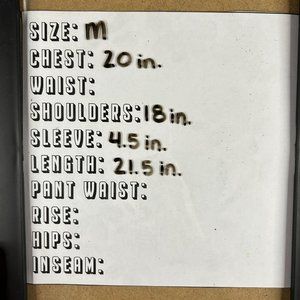 SIZE: M
CHEST: 20 in.
WAIST:
SHOULDERS: 18 in.
SLEEVE: 4.5 in.
LENGTH: 21.5 in.
PANT WAIST:
RISE:
HIPS:
INSEAM: